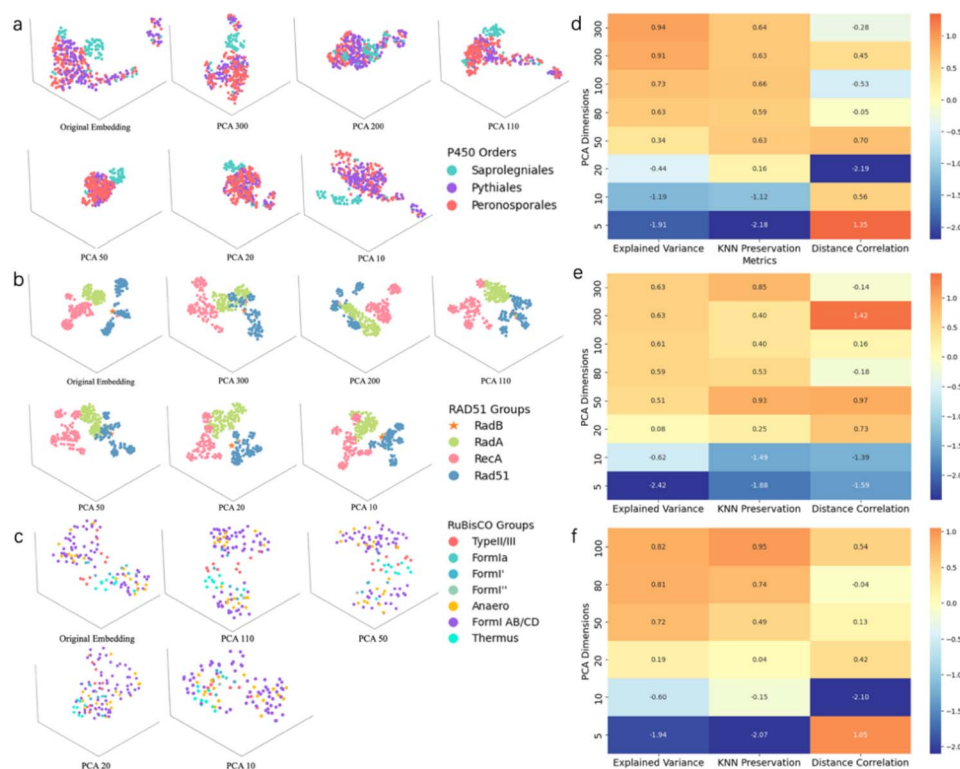 a
Original Embedding
PCA 300
PCA 200
PCA 110
PCA 50
PCA 20
PCA 10
P450 Orders
Saprolegniales
Pythiales
Peronosporales
b
Original Embedding
PCA 300
PCA 200
PCA 110
PCA 50
PCA 20
PCA 10
RAD51 Groups
RadB
RadA
RecA
Rad51
c
Original Embedding
PCA 110
PCA 50
PCA 20
PCA 10
RuBisCO Groups
TypeII/III
FormIa
FormI'
FormI''
Anaero
FormI AB/CD
Thermus
d
PCA Dimensions
300 0.94 0.64 -0.28
200 0.91 0.63 0.45
100 0.73 0.66 -0.53
80 0.63 0.59 -0.05
50 0.34 0.63 0.70
20 -0.44 0.16 -2.19
10 -1.19 -1.12 0.56
5 -1.91 -2.18 1.35
Explained Variance KNN Preservation Distance Correlation
Metrics
1.0
0.5
0.0
-0.5
-1.0
-1.5
-2.0
e
PCA Dimensions
300 0.63 0.85 -0.14
200 0.63 0.40 1.42
100 0.61 0.40 0.16
80 0.59 0.53 -0.18
50 0.51 0.93 0.97
20 0.08 0.25 0.73
10 -0.62 -1.49 -1.39
5 -2.42 -1.88 -1.59
Explained Variance KNN Preservation Distance Correlation
1.0
0.5
0.0
-0.5
-1.0
-1.5
-2.0
f
PCA Dimensions
100 0.82 0.95 0.54
80 0.81 0.74 -0.04
50 0.72 0.49 0.13
20 0.19 0.04 0.42
10 -0.60 -0.15 -2.10
5 -1.94 -2.07 1.05
Explained Variance KNN Preservation Distance Correlation
1.0
0.5
0.0
-0.5
-1.0
-1.5
-2.0